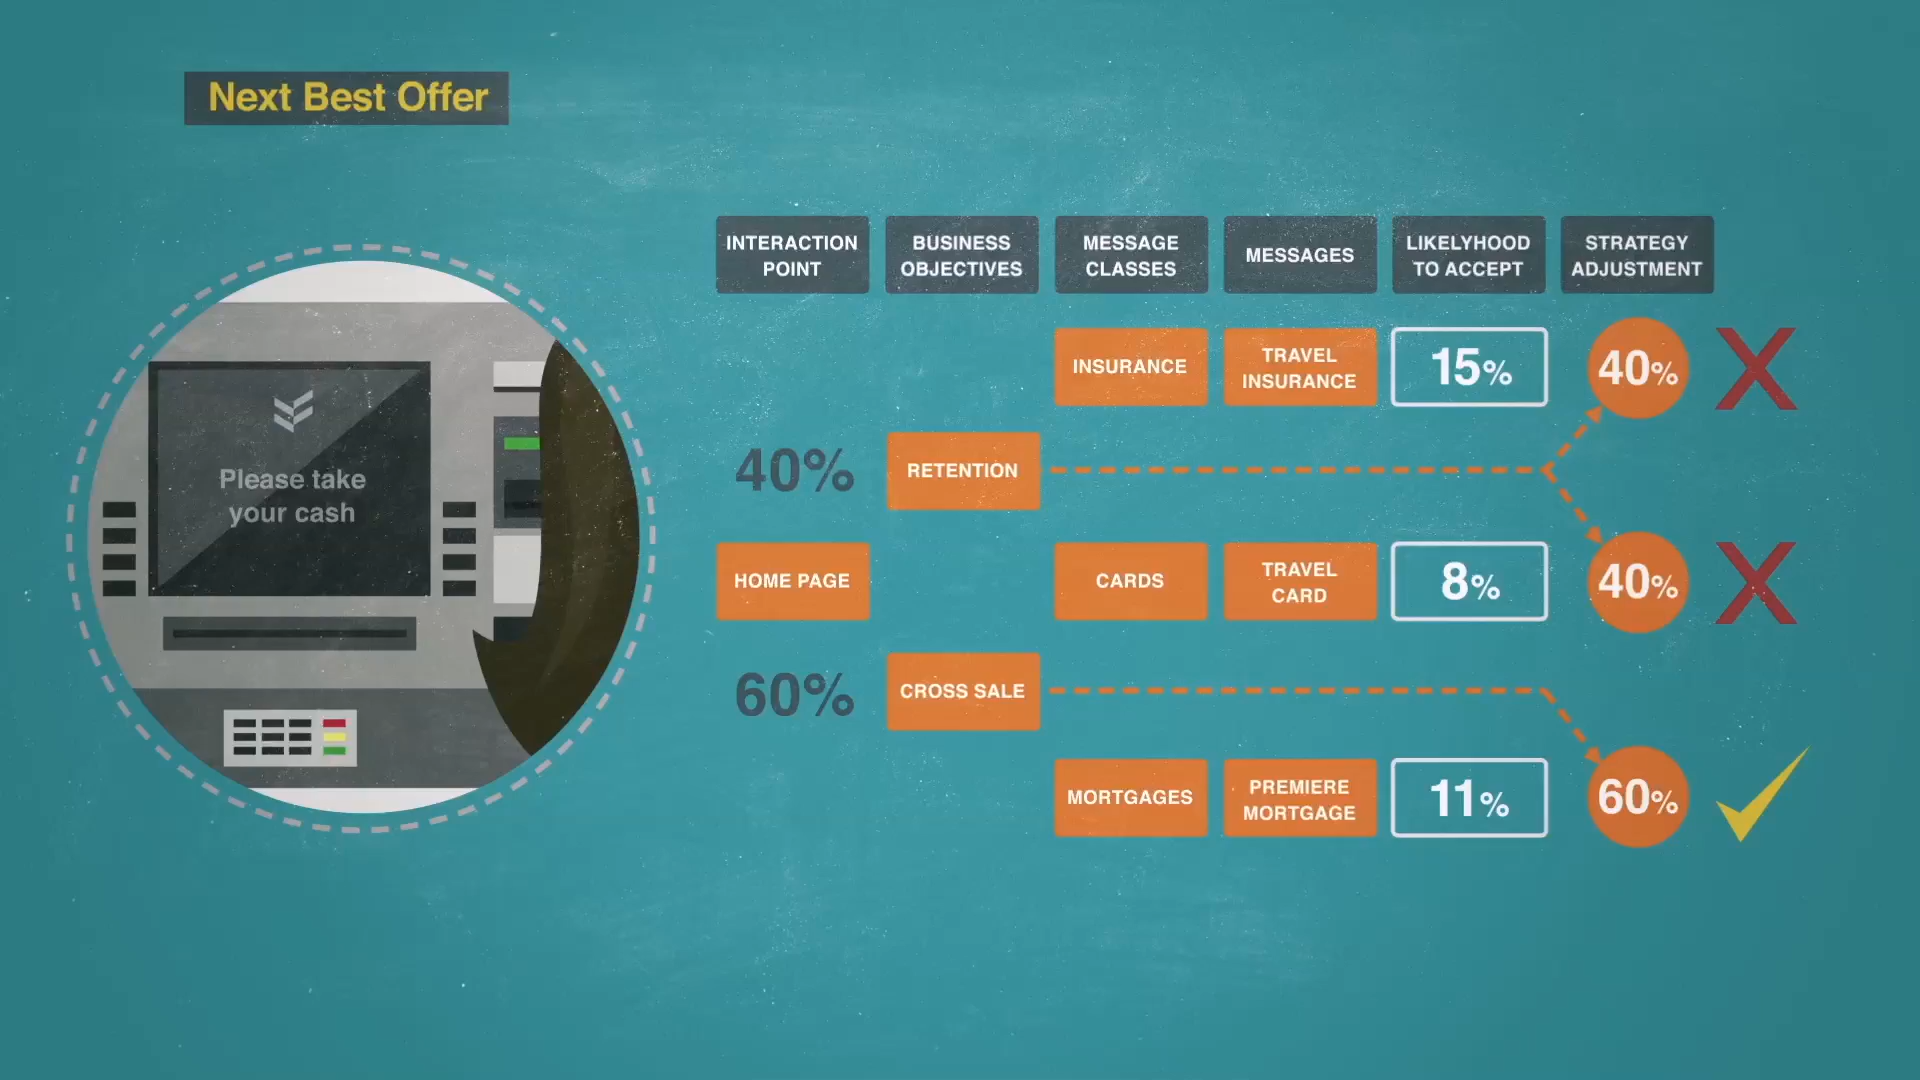 Next Best Offer
Please take
your cash
INTERACTION
POINT
BUSINESS
OBJECTIVES
MESSAGE
CLASSES
MESSAGES
LIKELYHOOD
TO ACCEPT
STRATEGY
ADJUSTMENT
INSURANCE
TRAVEL
INSURANCE
15%
40%
40%
RETENTION
HOME PAGE
CARDS
TRAVEL
CARD
8%
40%
60%
CROSS SALE
MORTGAGES
PREMIERE
MORTGAGE
11%
60%